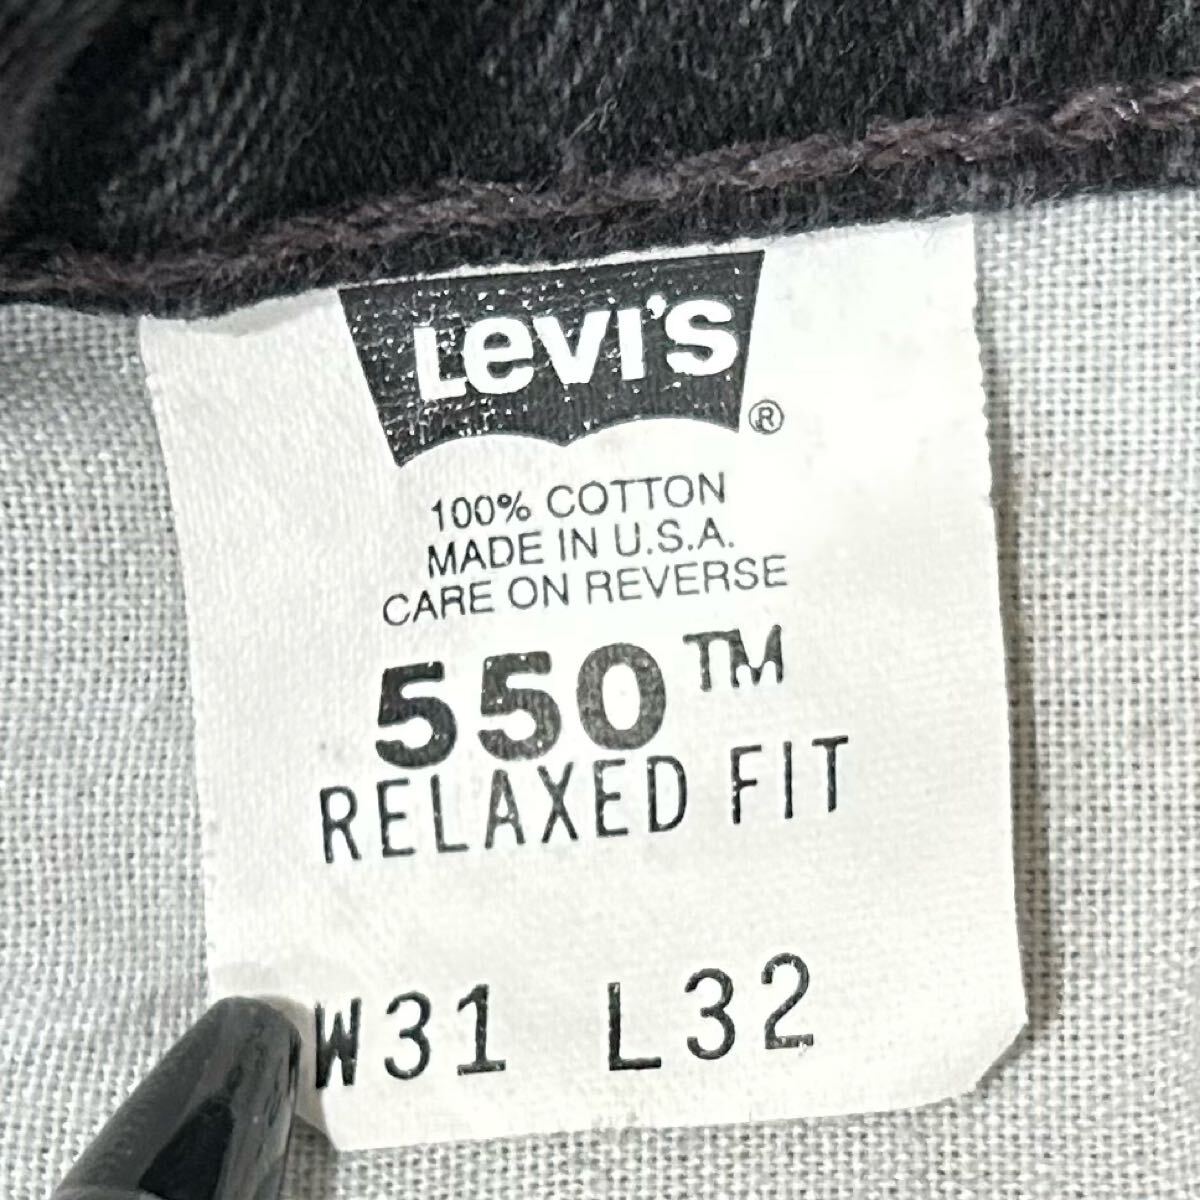 Levi's ®
100% COTTON
MADE IN U.S.A.
CARE ON REVERSE
550™
RELAXED FIT
W31 L32